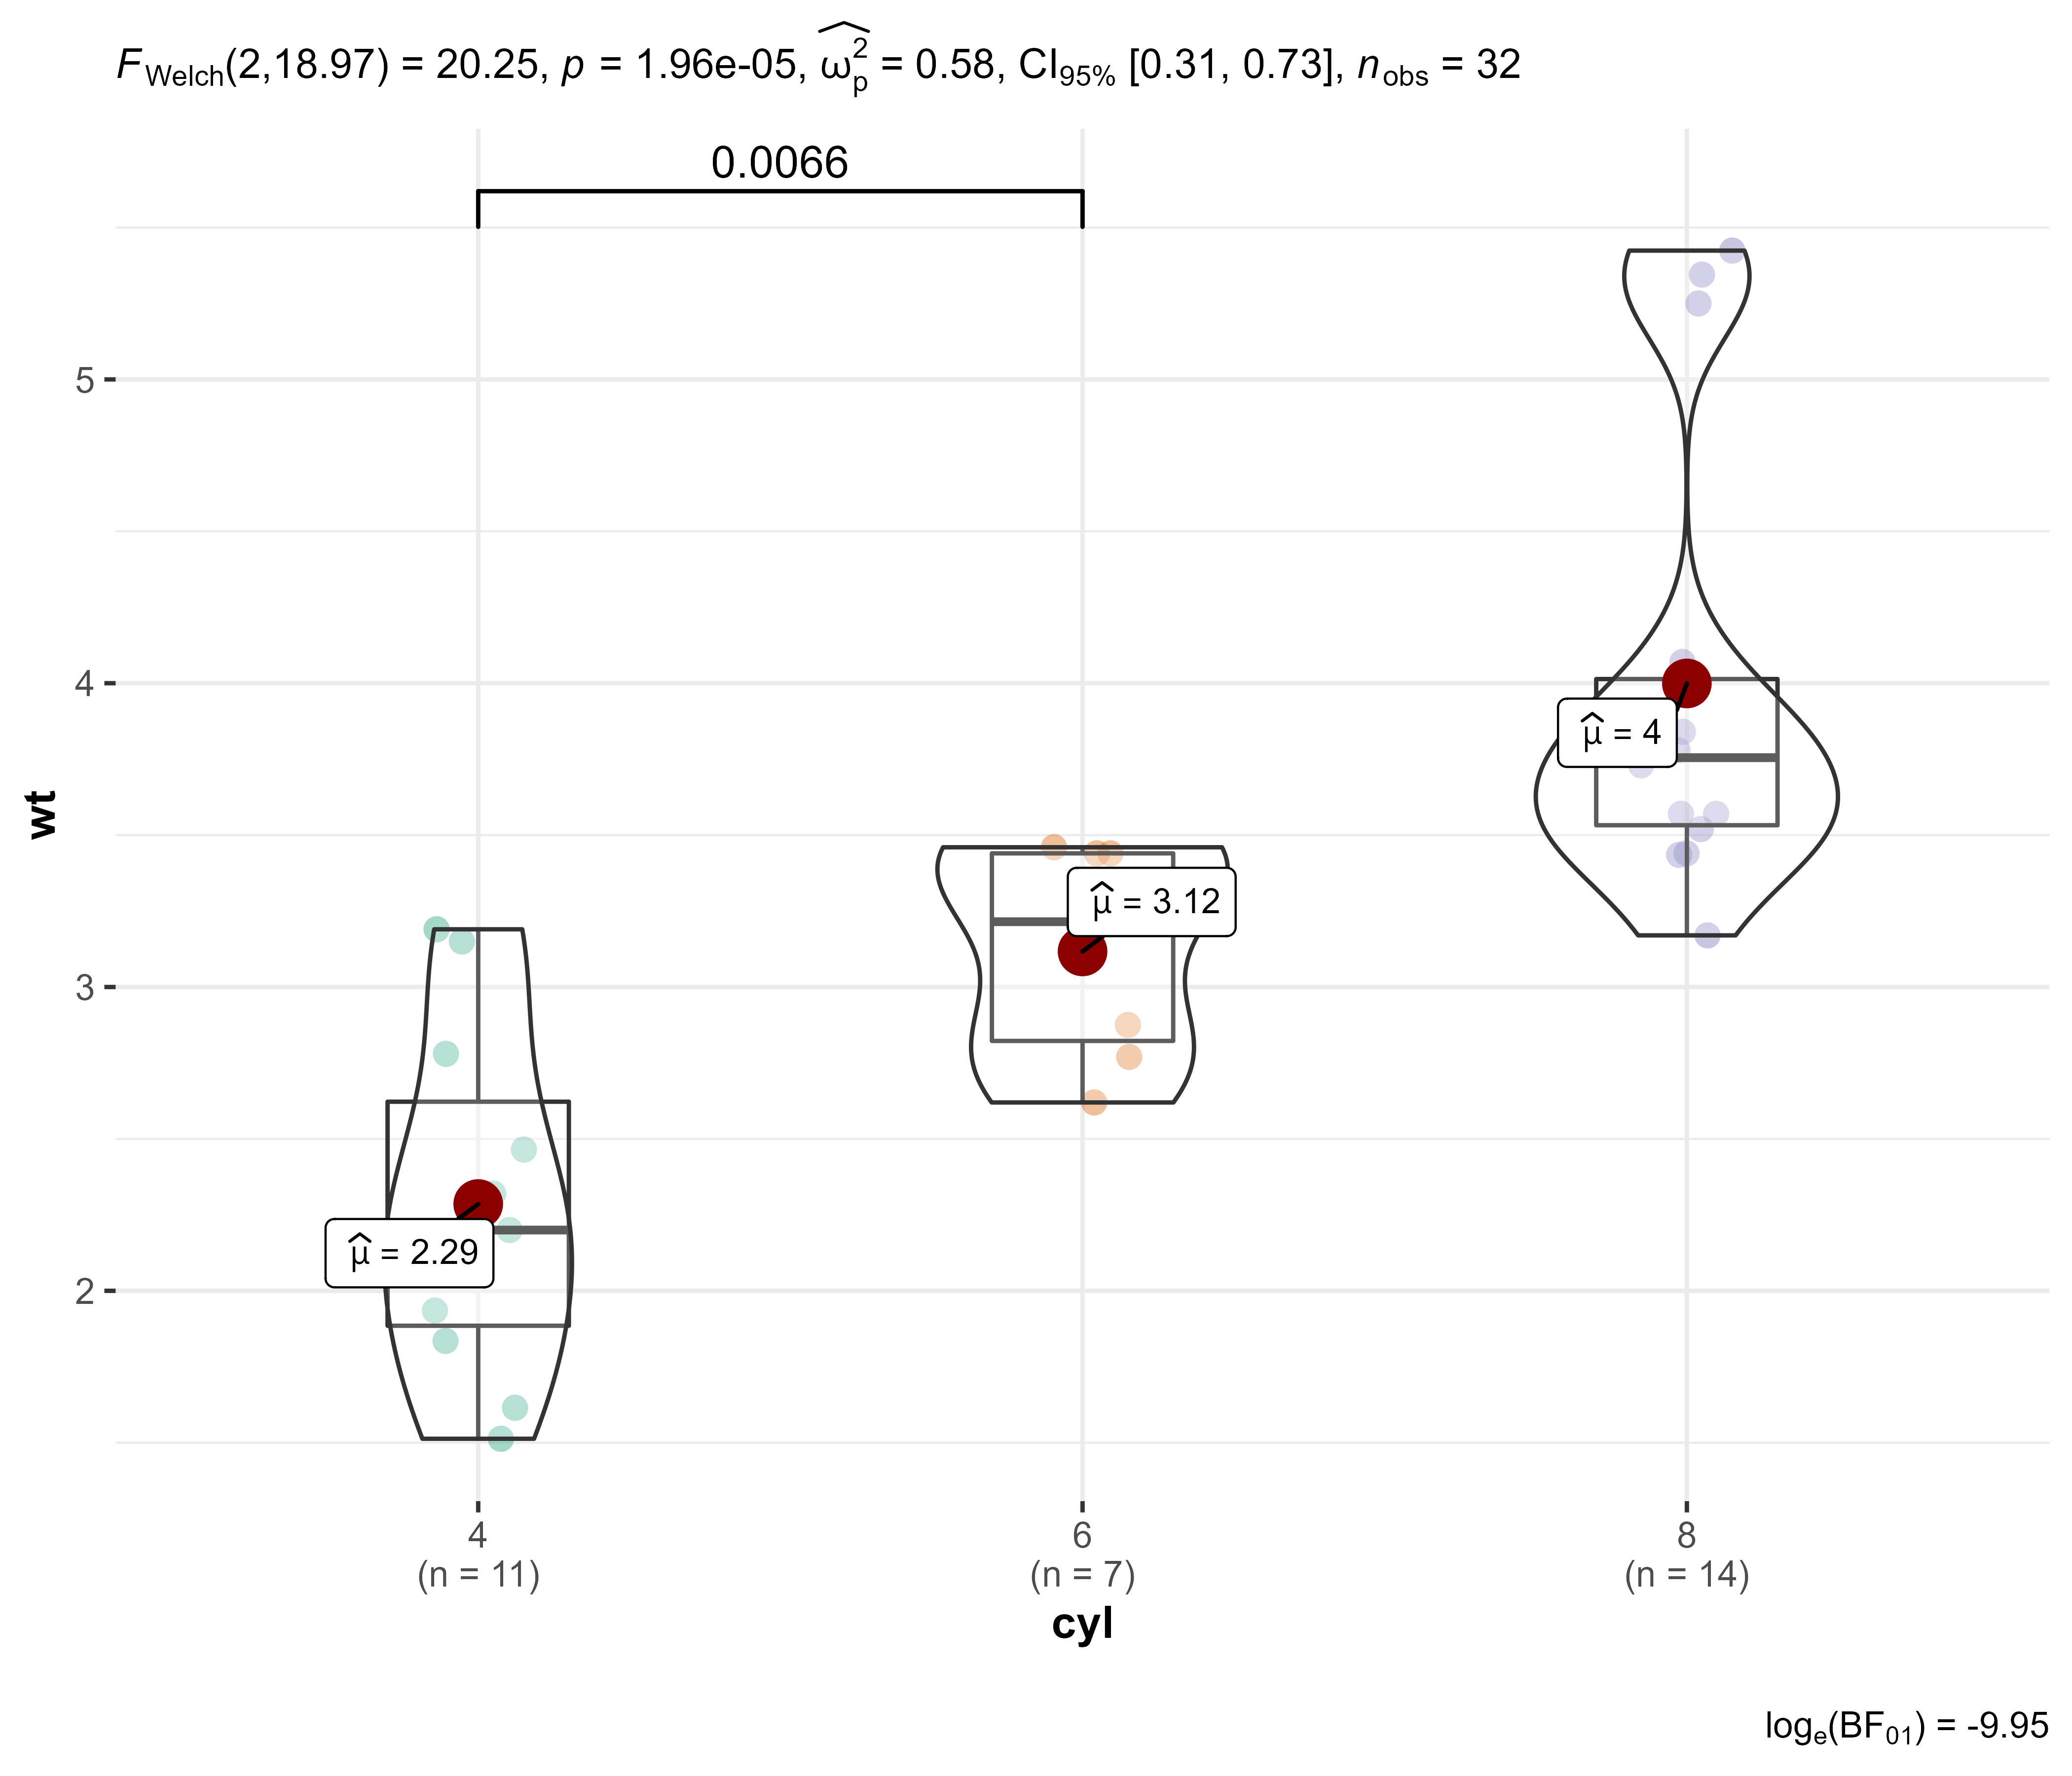 F Welch(2,18.97) = 20.25, p = 1.96e-05, ω̂²p = 0.58, CI95% [0.31, 0.73], nobs = 32
0.0066
5
4
3
2
wt
μ̂ = 4
μ̂ = 3.12
μ̂ = 2.29
4
(n = 11)
6
(n = 7)
8
(n = 14)
cyl
loge(BF01) = -9.95